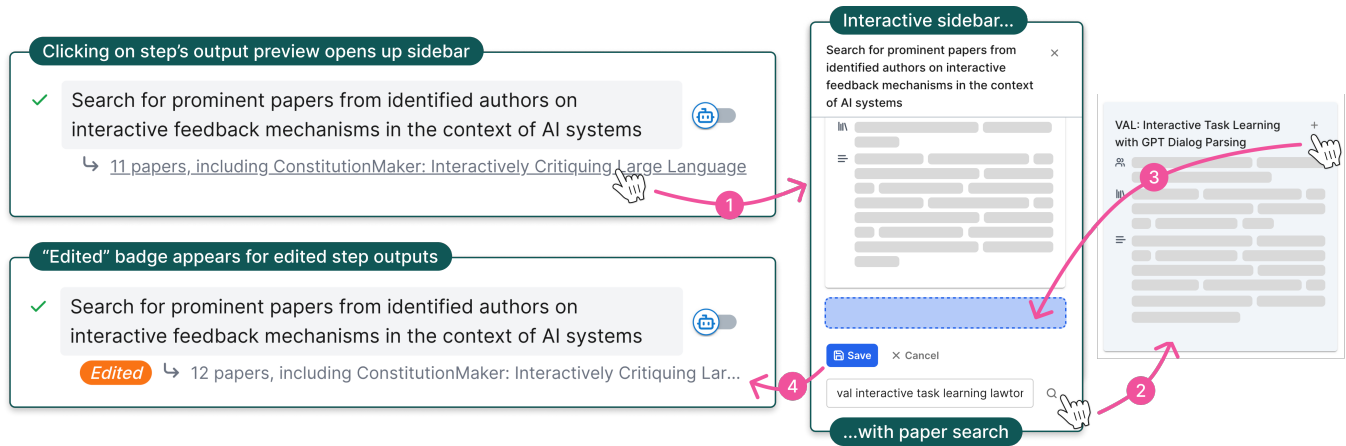 Clicking on step's output preview opens up sidebar
Search for prominent papers from identified authors on
interactive feedback mechanisms in the context of AI systems
11 papers, including ConstitutionMaker: Interactively Critiquing Large Language
1
“Edited” badge appears for edited step outputs
Search for prominent papers from identified authors on
interactive feedback mechanisms in the context of AI systems
Edited
12 papers, including ConstitutionMaker: Interactively Critiquing Lar...
Interactive sidebar...
Search for prominent papers from
identified authors on interactive
feedback mechanisms in the context
of AI systems
Save
Cancel
4
val interactive task learning lawtor
2
...with paper search
VAL: Interactive Task Learning
with GPT Dialog Parsing
3